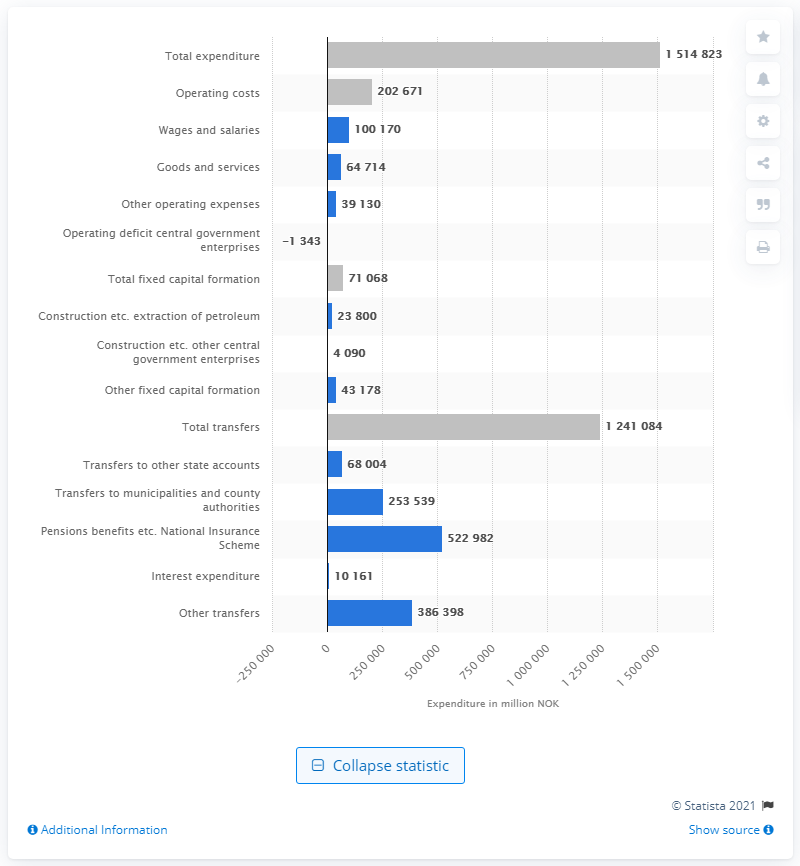 Total expenditure 1 514 823
Operating costs 202 671
Wages and salaries 100 170
Goods and services 64 714
Other operating expenses 39 130
Operating deficit central government
enterprises −1 343
Total fixed capital formation 71 068
Construction etc. extraction of petroleum 23 800
Construction etc. other central
government enterprises 4 090
Other fixed capital formation 43 178
Total transfers 1 241 084
Transfers to other state accounts 68 004
Transfers to municipalities and county
authorities 253 539
Pensions benefits etc. National Insurance
Scheme 522 982
Interest expenditure 10 161
Other transfers 386 398
−250 000 0 250 000 500 000 750 000 1 000 000 1 250 000 1 500 000
Expenditure in million NOK
Collapse statistic
© Statista 2021
Additional Information Show source